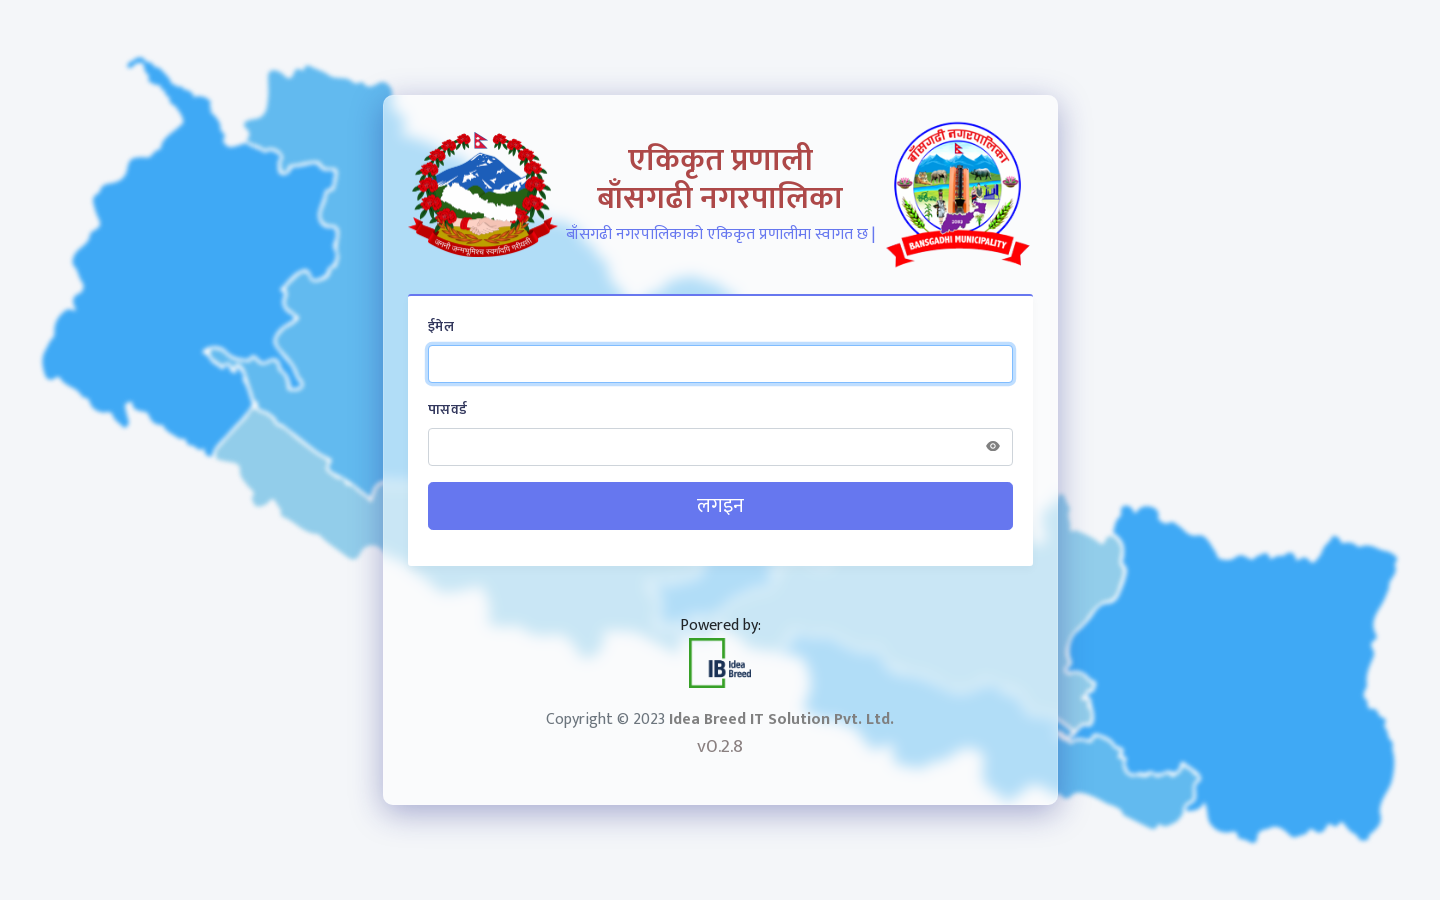 एकिकृत प्रणाली
बाँसगढी नगरपालिका
बाँसगढी नगरपालिकाको एकिकृत प्रणालीमा स्वागत छ |
जननी जन्मभूमिश्च स्वर्गादपि गरीयसी
बाँसगढी नगरपालिका
BANSGADHI MUNICIPALITY
ईमेल
पासवर्ड
लगइन
Powered by:
IB Idea
Breed
Copyright © 2023 Idea Breed IT Solution Pvt. Ltd.
v0.2.8